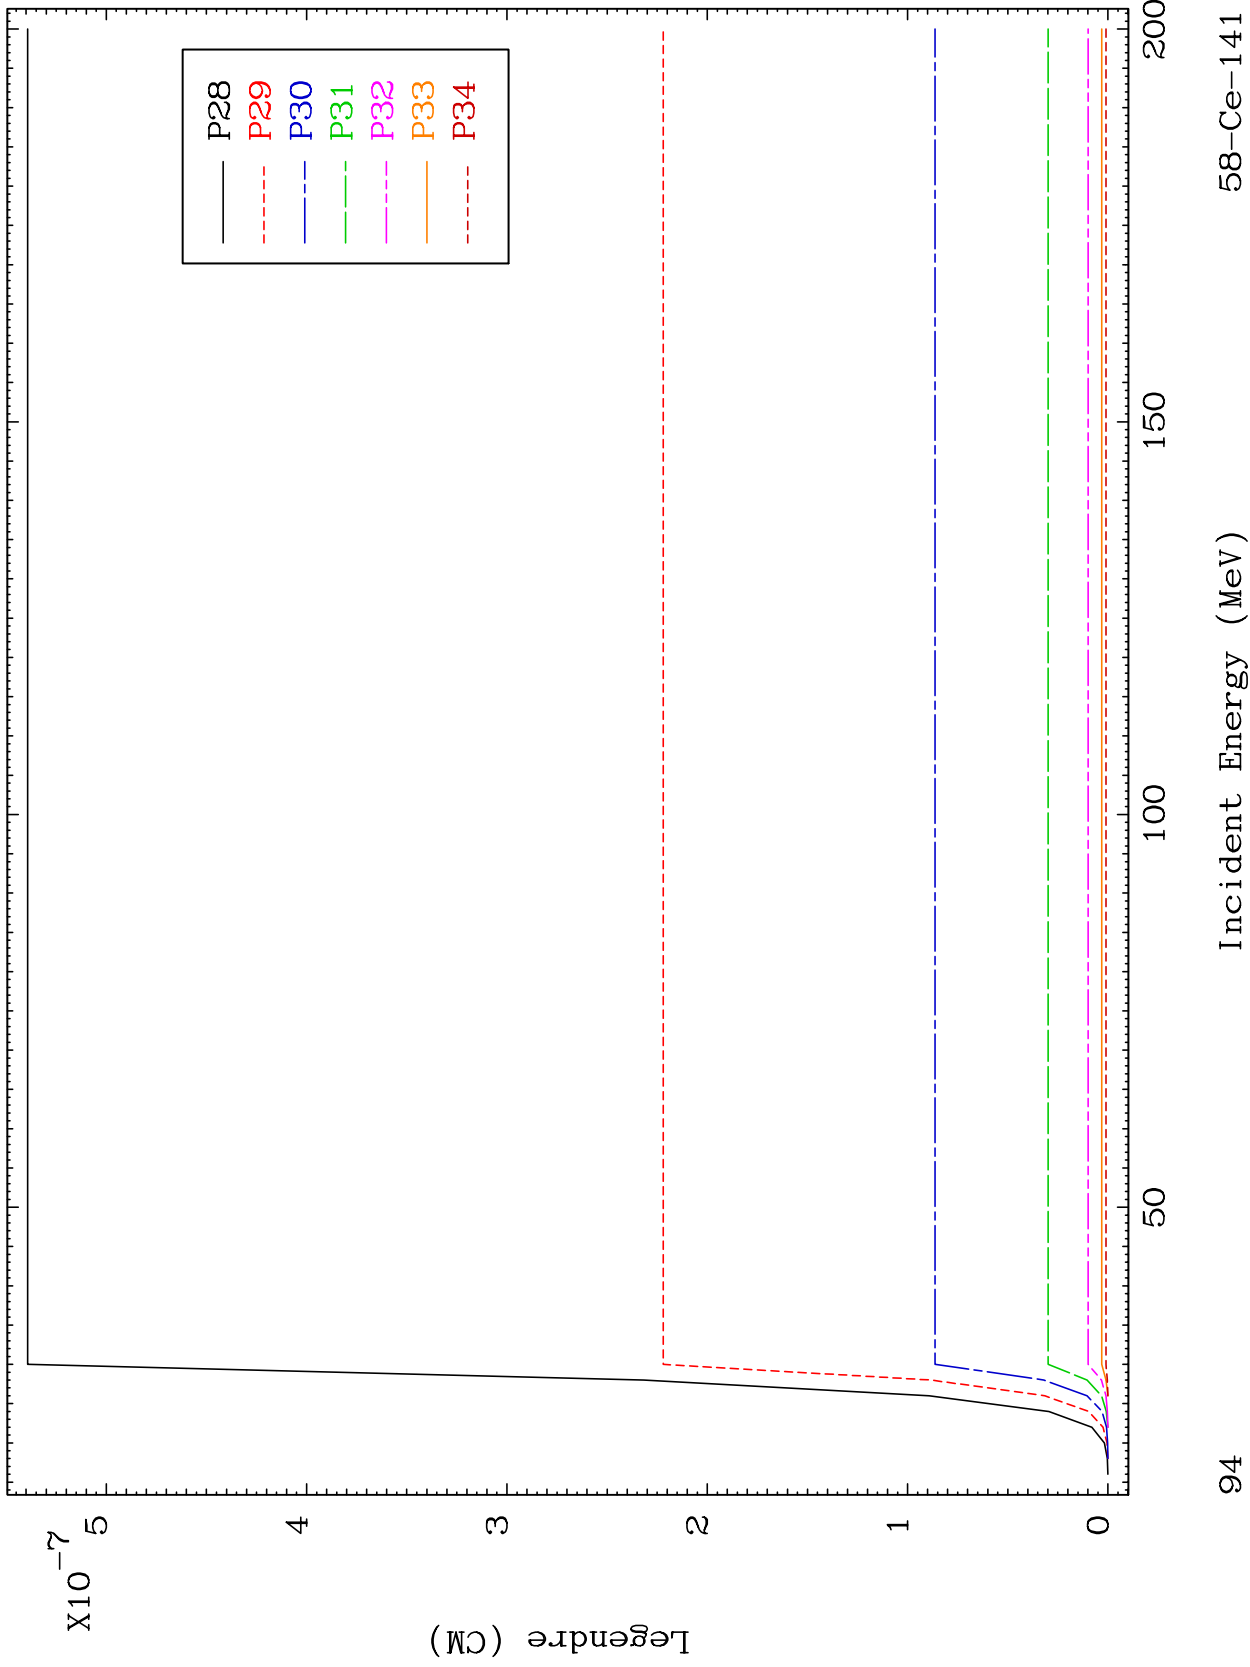 X10⁻⁷
5
4
3
2
1
0
Legendre (CM)
P28
P29
P30
P31
P32
P33
P34
50
100
150
200
Incident Energy (MeV)
94
58-Ce-141